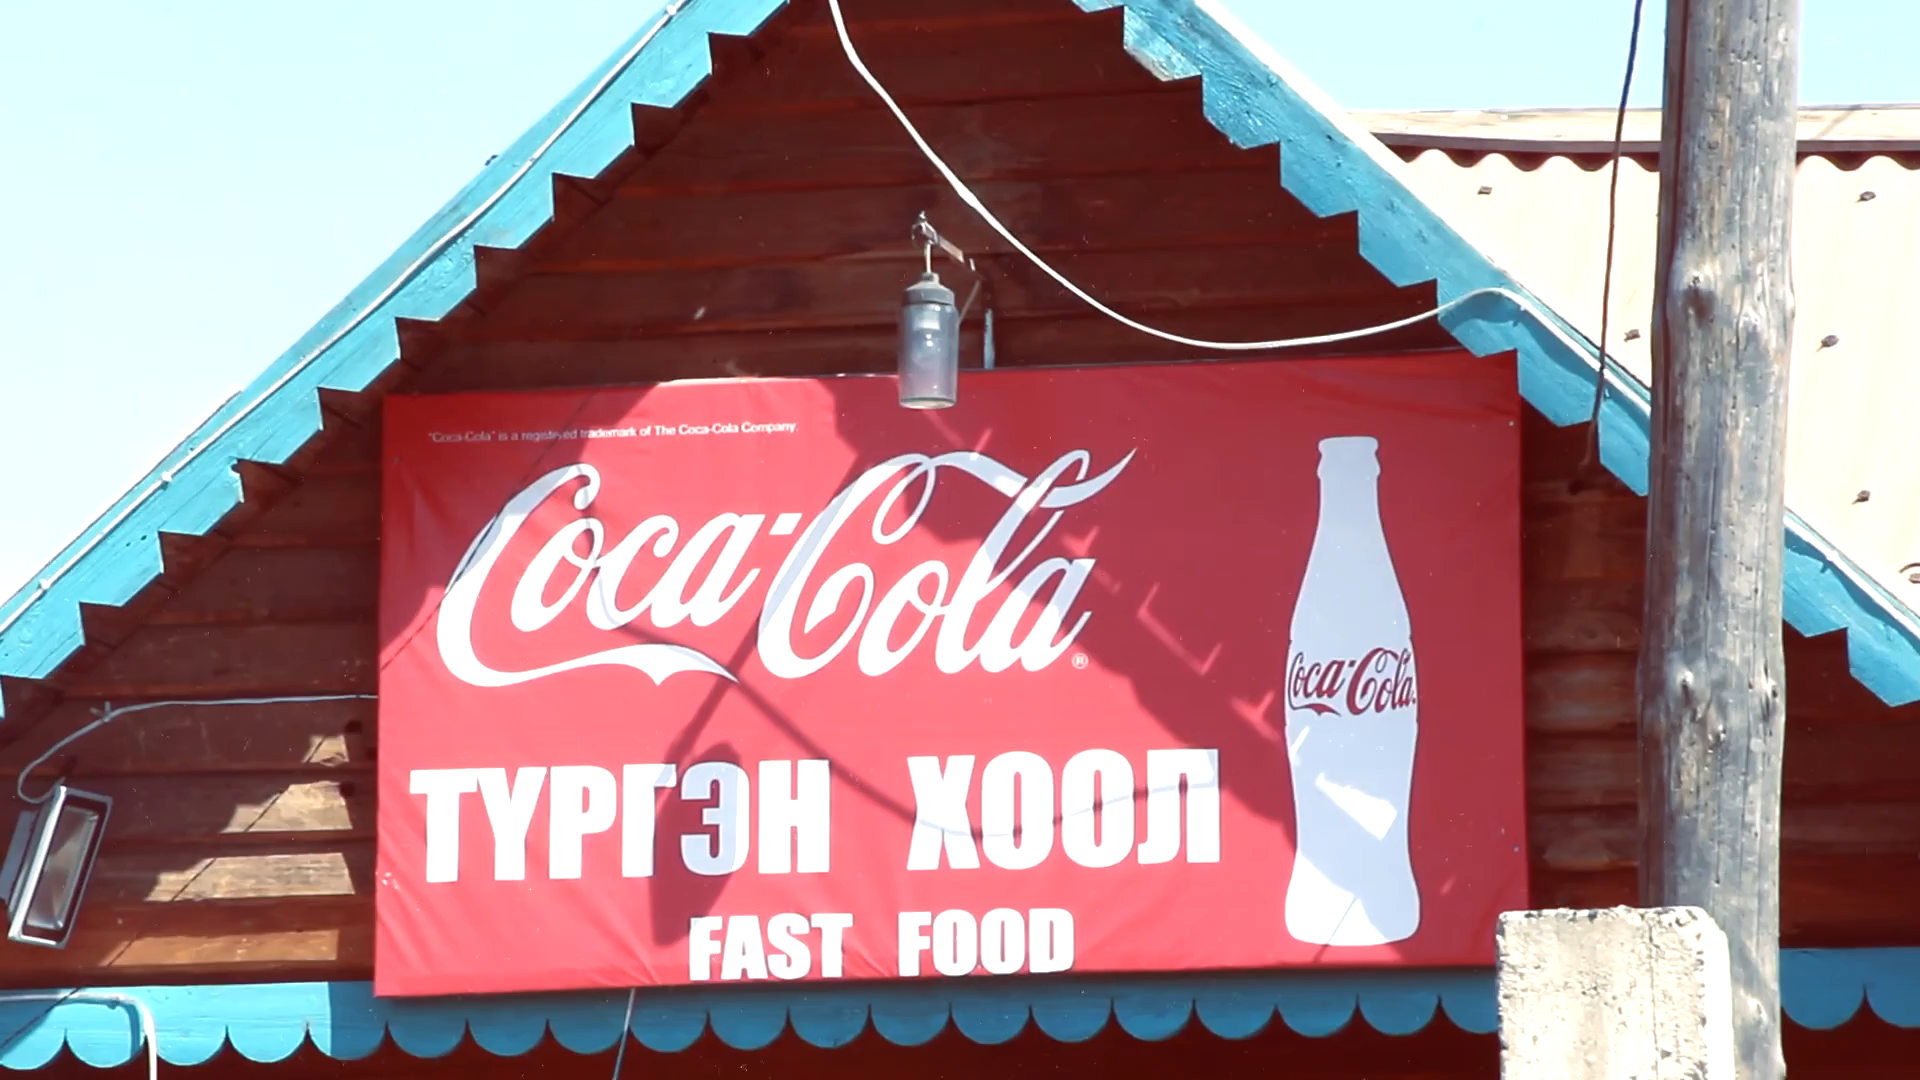 "Coca-Cola" is a registered trademark of The Coca-Cola Company.
Coca-Cola®
Coca-Cola
ТҮРГЭН ХООЛ
FAST FOOD